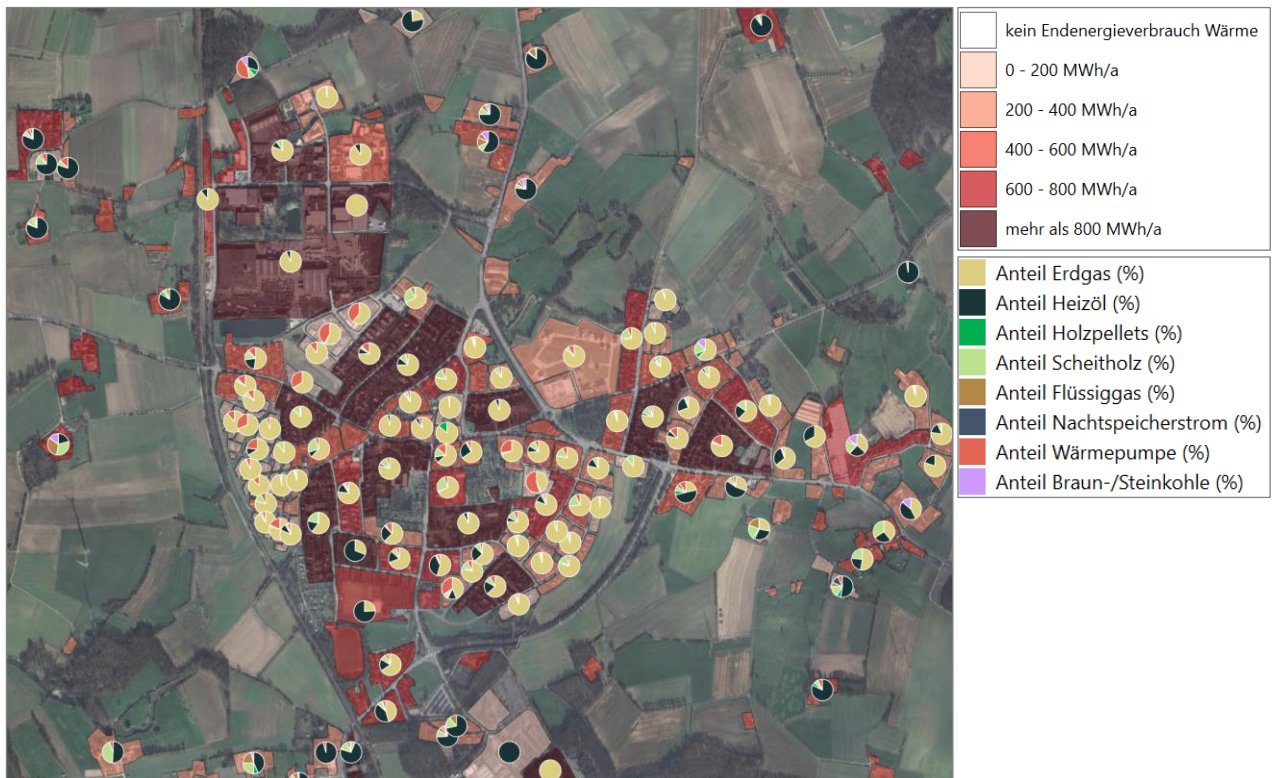 kein Endenergieverbrauch Wärme
0 - 200 MWh/a
200 - 400 MWh/a
400 - 600 MWh/a
600 - 800 MWh/a
mehr als 800 MWh/a
Anteil Erdgas (%)
Anteil Heizöl (%)
Anteil Holzpellets (%)
Anteil Scheitholz (%)
Anteil Flüssiggas (%)
Anteil Nachtspeicherstrom (%)
Anteil Wärmepumpe (%)
Anteil Braun-/Steinkohle (%)